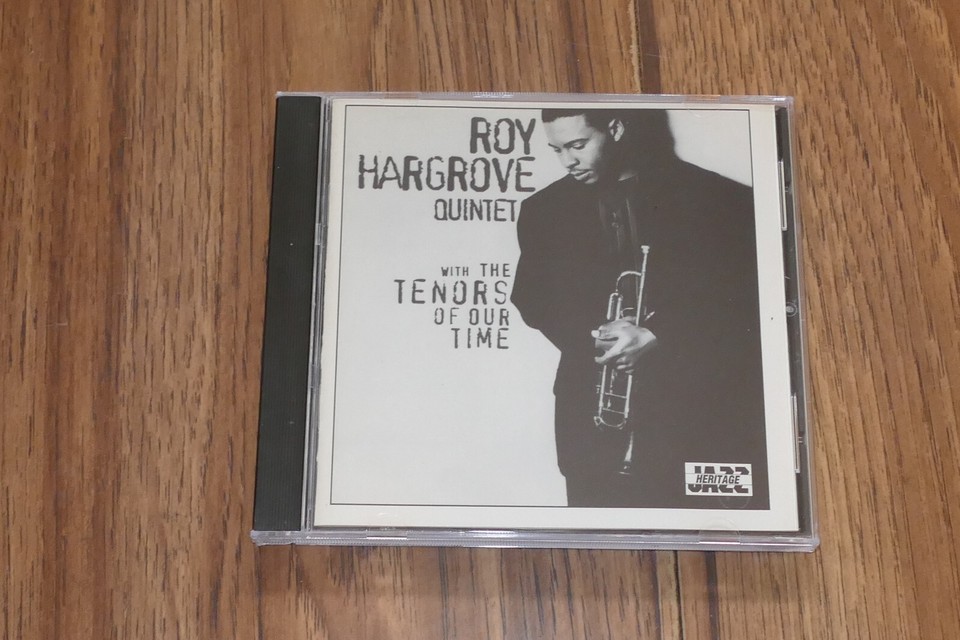 ROY
HARGROVE
QUINTET
WITH THE
TENORS
OF OUR
TIME
JAZZ
HERITAGE